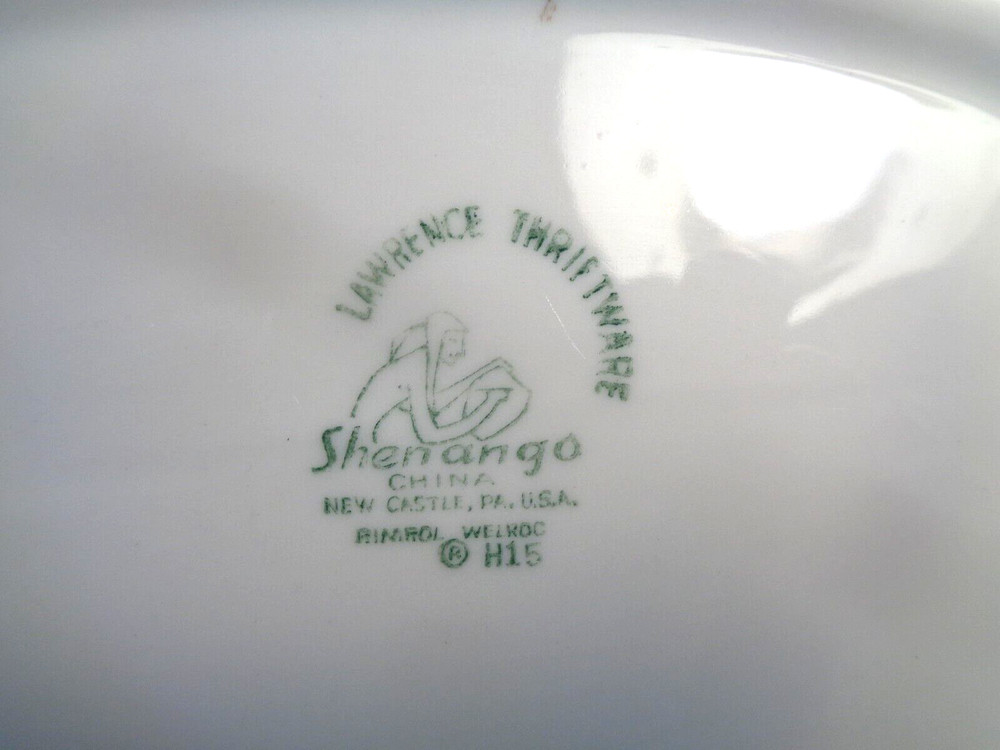 LAWRENCE THRIFTWARE
Shenango
CHINA
NEW CASTLE, PA. U.S.A.
RIMROL WELROC
® H15